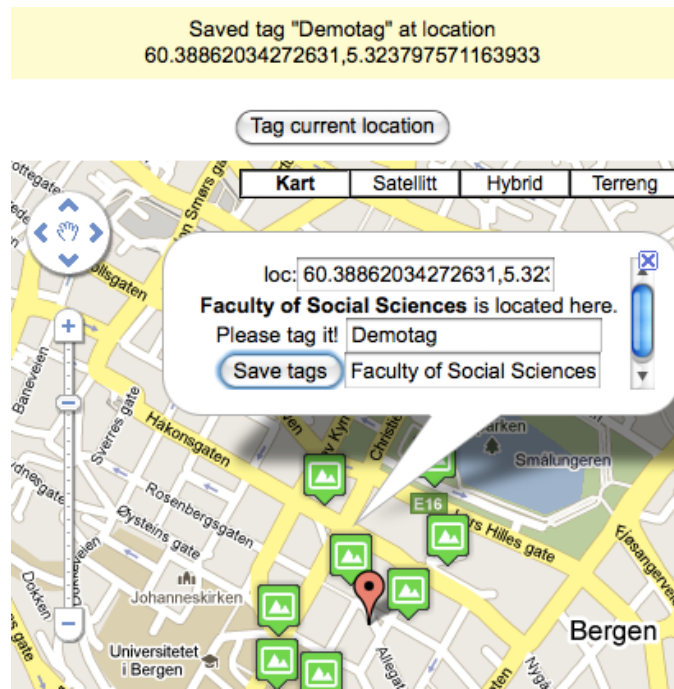 Saved tag "Demotag" at location
60.38862034272631,5.323797571163933
Tag current location
Kart
Satellitt
Hybrid
Terreng
loc: 60.38862034272631,5.323
Faculty of Social Sciences is located here.
Please tag it! Demotag
Save tags Faculty of Social Sciences
Baneveien
Sverres gate
Håkonsgaten
Smålungeren
E16
Rosenbergsgaten
Øysteins gate
Dokken
Johanneskirken
Bergen
Universitetet
i Bergen